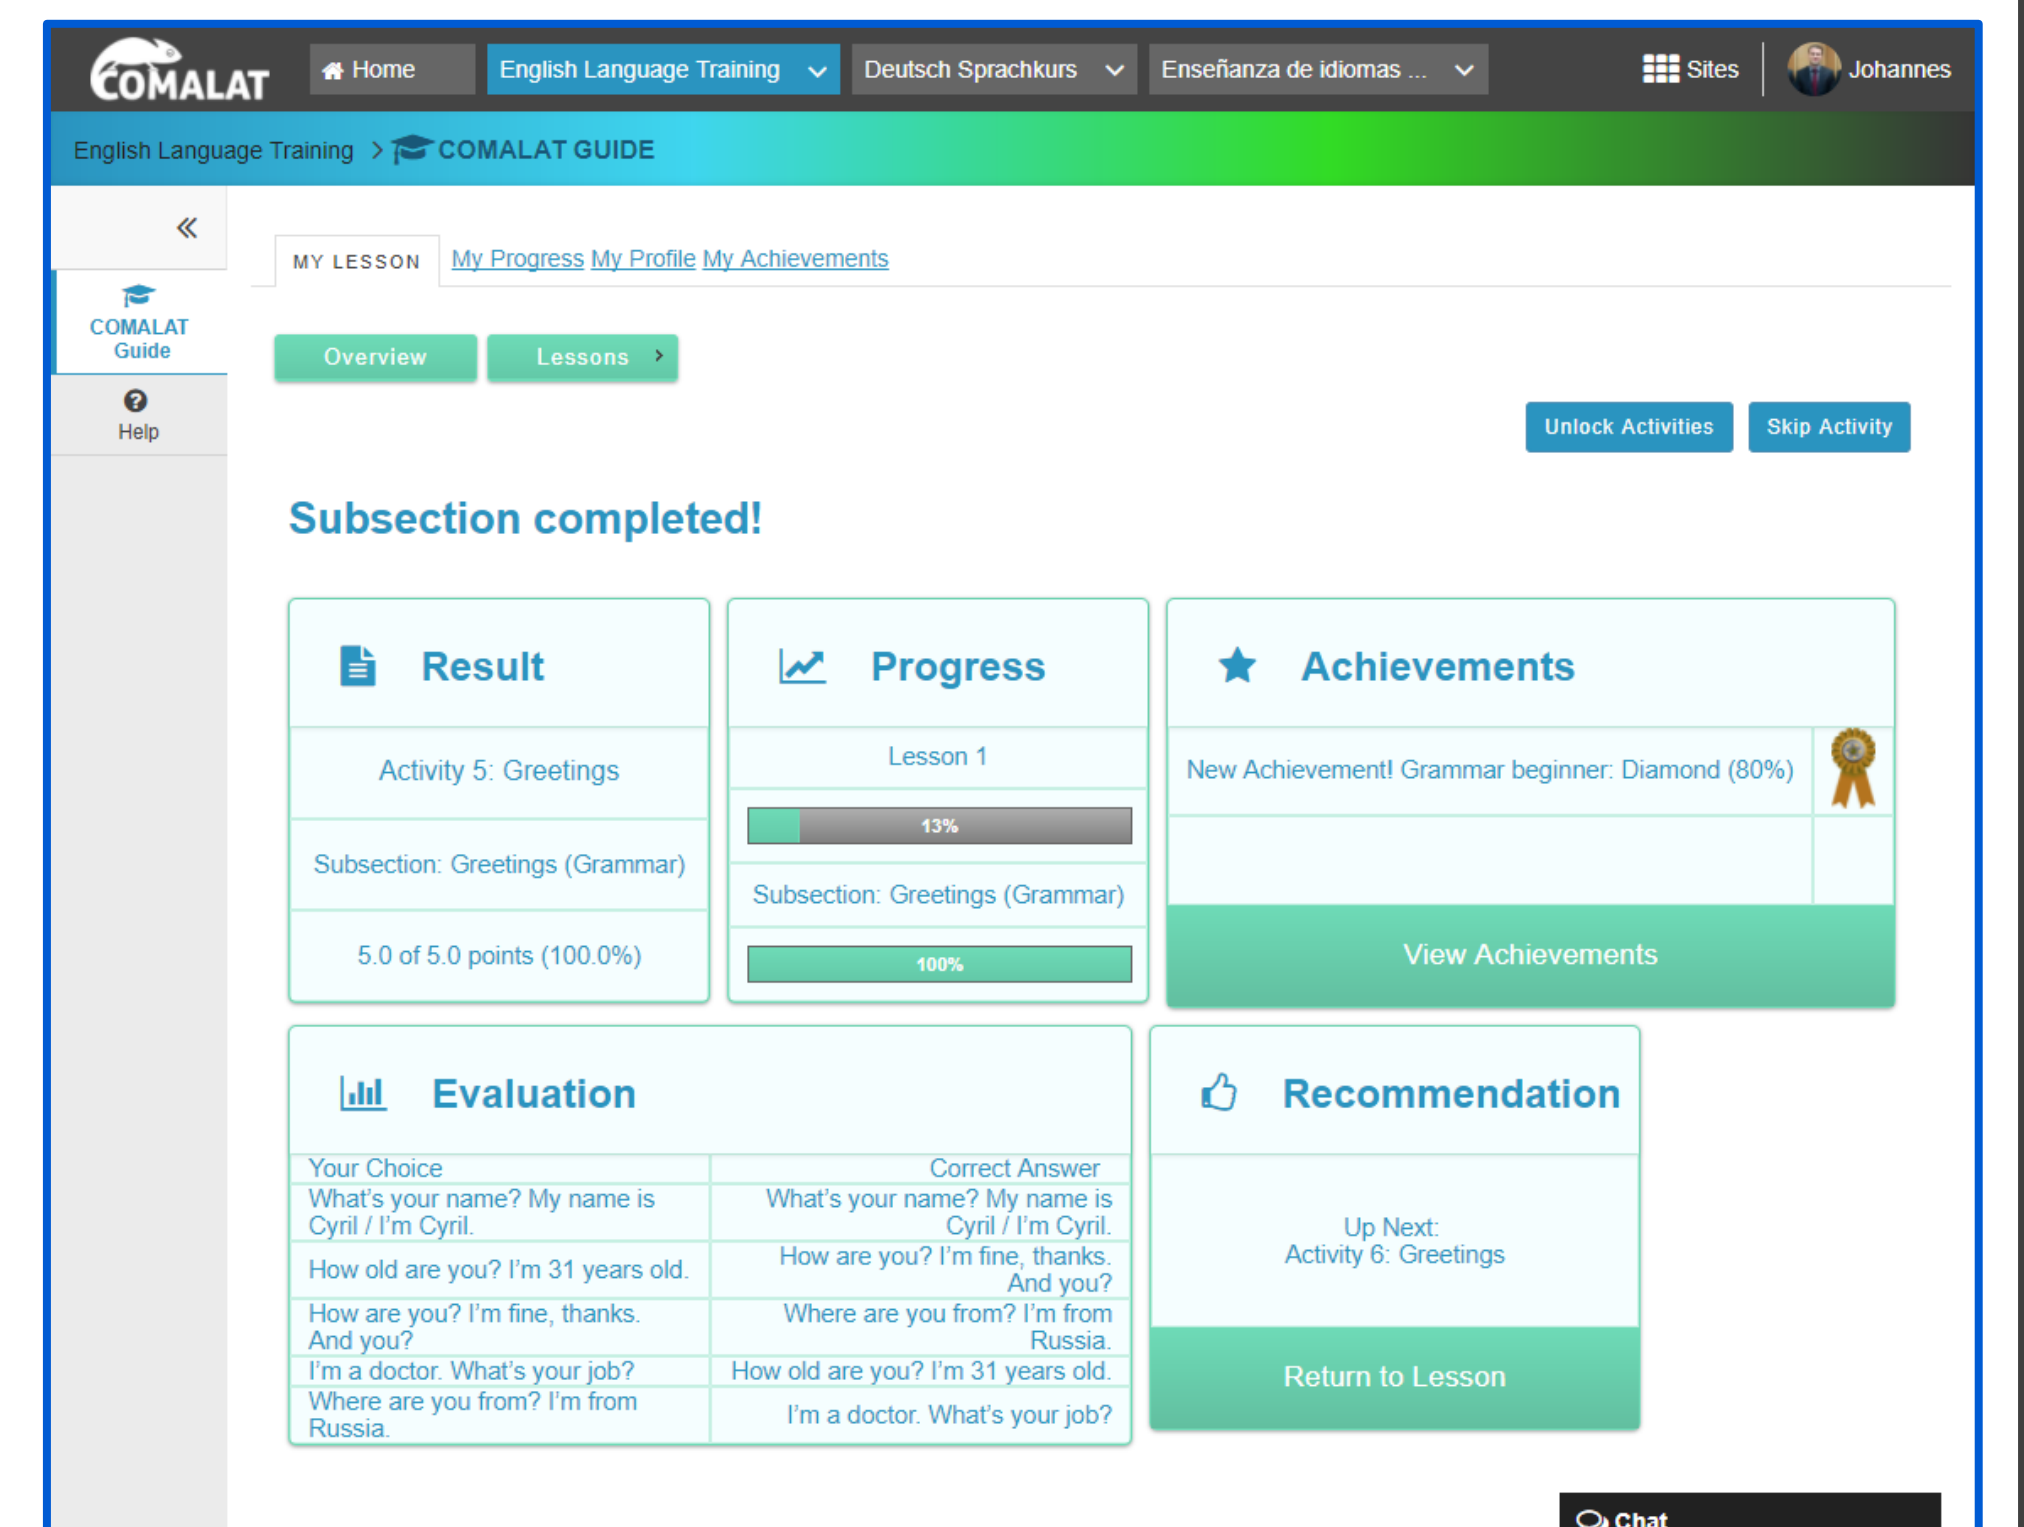 COMALAT
Home
English Language Training
Deutsch Sprachkurs
Enseñanza de idiomas ...
Sites
Johannes
English Language Training > COMALAT GUIDE
COMALAT
Guide
Help
MY LESSON
My Progress My Profile My Achievements
Overview
Lessons
Unlock Activities
Skip Activity
Subsection completed!
Result
Activity 5: Greetings
Subsection: Greetings (Grammar)
5.0 of 5.0 points (100.0%)
Progress
Lesson 1
13%
Subsection: Greetings (Grammar)
100%
Achievements
New Achievement! Grammar beginner: Diamond (80%)
View Achievements
Evaluation
Your Choice
Correct Answer
What’s your name? My name is
Cyril / I’m Cyril.
What’s your name? My name is
Cyril / I’m Cyril.
How old are you? I’m 31 years old.
How are you? I’m fine, thanks.
And you?
How are you? I’m fine, thanks.
And you?
Where are you from? I’m from
Russia.
I’m a doctor. What’s your job?
How old are you? I’m 31 years old.
Where are you from? I’m from
Russia.
I’m a doctor. What’s your job?
Recommendation
Up Next:
Activity 6: Greetings
Return to Lesson
Chat